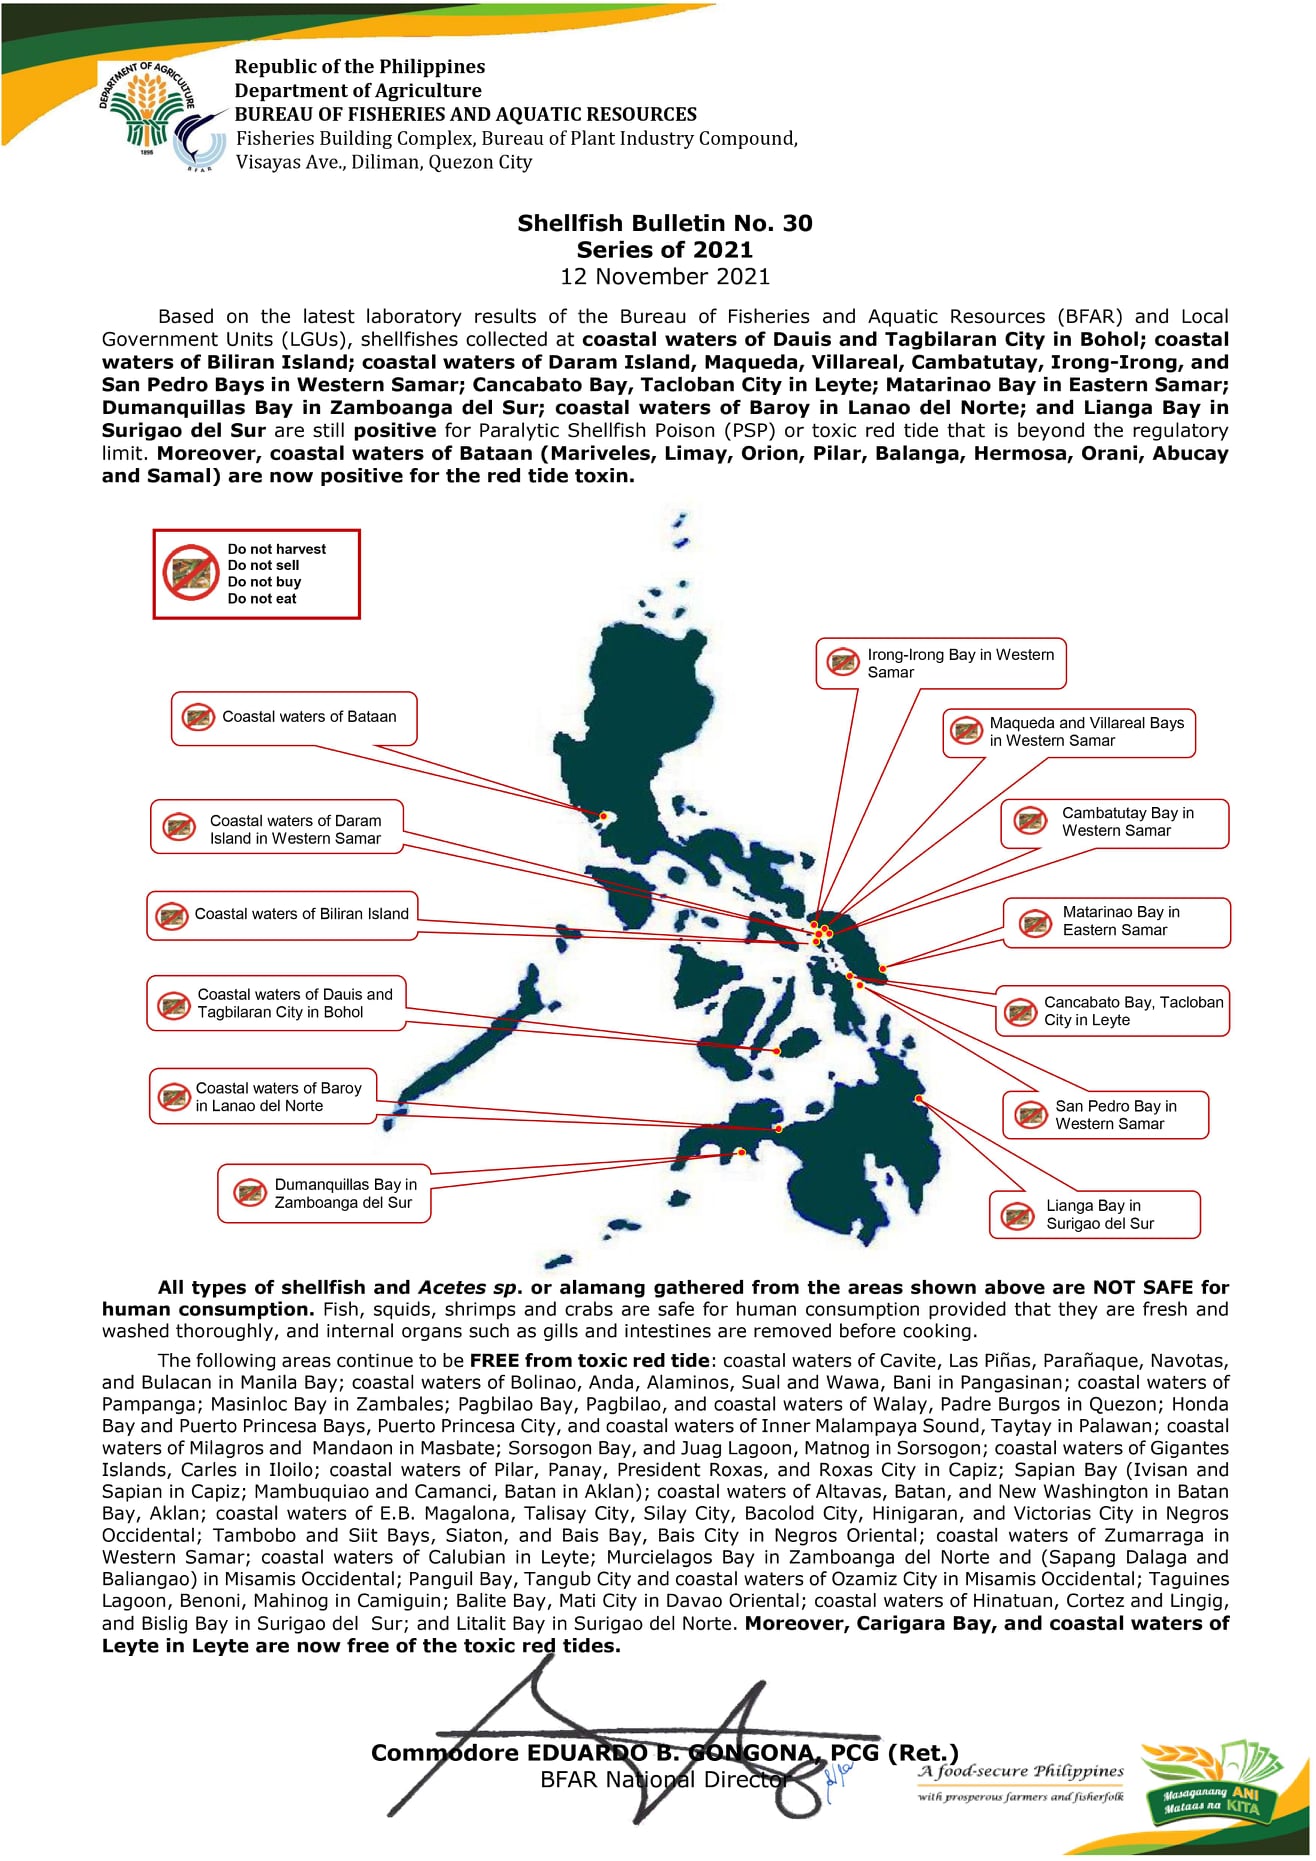 DEPARTMENT OF AGRICULTURE
1898
BFAR
Republic of the Philippines
Department of Agriculture
BUREAU OF FISHERIES AND AQUATIC RESOURCES
Fisheries Building Complex, Bureau of Plant Industry Compound,
Visayas Ave., Diliman, Quezon City
Shellfish Bulletin No. 30
Series of 2021
12 November 2021
Based on the latest laboratory results of the Bureau of Fisheries and Aquatic Resources (BFAR) and Local
Government Units (LGUs), shellfishes collected at coastal waters of Dauis and Tagbilaran City in Bohol; coastal
waters of Biliran Island; coastal waters of Daram Island, Maqueda, Villareal, Cambatutay, Irong-Irong, and
San Pedro Bays in Western Samar; Cancabato Bay, Tacloban City in Leyte; Matarinao Bay in Eastern Samar;
Dumanquillas Bay in Zamboanga del Sur; coastal waters of Baroy in Lanao del Norte; and Lianga Bay in
Surigao del Sur are still positive for Paralytic Shellfish Poison (PSP) or toxic red tide that is beyond the regulatory
limit. Moreover, coastal waters of Bataan (Mariveles, Limay, Orion, Pilar, Balanga, Hermosa, Orani, Abucay
and Samal) are now positive for the red tide toxin.
Do not harvest
Do not sell
Do not buy
Do not eat
Irong-Irong Bay in Western
Samar
Coastal waters of Bataan
Maqueda and Villareal Bays
in Western Samar
Coastal waters of Daram
Island in Western Samar
Cambatutay Bay in
Western Samar
Coastal waters of Biliran Island
Matarinao Bay in
Eastern Samar
Coastal waters of Dauis and
Tagbilaran City in Bohol
Cancabato Bay, Tacloban
City in Leyte
Coastal waters of Baroy
in Lanao del Norte
San Pedro Bay in
Western Samar
Dumanquillas Bay in
Zamboanga del Sur
Lianga Bay in
Surigao del Sur
All types of shellfish and Acetes sp. or alamang gathered from the areas shown above are NOT SAFE for
human consumption. Fish, squids, shrimps and crabs are safe for human consumption provided that they are fresh and
washed thoroughly, and internal organs such as gills and intestines are removed before cooking.
The following areas continue to be FREE from toxic red tide: coastal waters of Cavite, Las Piñas, Parañaque, Navotas,
and Bulacan in Manila Bay; coastal waters of Bolinao, Anda, Alaminos, Sual and Wawa, Bani in Pangasinan; coastal waters of
Pampanga; Masinloc Bay in Zambales; Pagbilao Bay, Pagbilao, and coastal waters of Walay, Padre Burgos in Quezon; Honda
Bay and Puerto Princesa Bays, Puerto Princesa City, and coastal waters of Inner Malampaya Sound, Taytay in Palawan; coastal
waters of Milagros and Mandaon in Masbate; Sorsogon Bay, and Juag Lagoon, Matnog in Sorsogon; coastal waters of Gigantes
Islands, Carles in Iloilo; coastal waters of Pilar, Panay, President Roxas, and Roxas City in Capiz; Sapian Bay (Ivisan and
Sapian in Capiz; Mambuquiao and Camanci, Batan in Aklan); coastal waters of Altavas, Batan, and New Washington in Batan
Bay, Aklan; coastal waters of E.B. Magalona, Talisay City, Silay City, Bacolod City, Hinigaran, and Victorias City in Negros
Occidental; Tambobo and Siit Bays, Siaton, and Bais Bay, Bais City in Negros Oriental; coastal waters of Zumarraga in
Western Samar; coastal waters of Calubian in Leyte; Murcielagos Bay in Zamboanga del Norte and (Sapang Dalaga and
Baliangao) in Misamis Occidental; Panguil Bay, Tangub City and coastal waters of Ozamiz City in Misamis Occidental; Taguines
Lagoon, Benoni, Mahinog in Camiguin; Balite Bay, Mati City in Davao Oriental; coastal waters of Hinatuan, Cortez and Lingig,
and Bislig Bay in Surigao del Sur; and Litalit Bay in Surigao del Norte. Moreover, Carigara Bay, and coastal waters of
Leyte in Leyte are now free of the toxic red tides.
Commodore EDUARDO B. GONGONA, PCG (Ret.)
BFAR National Director
A food-secure Philippines
with prosperous farmers and fisherfolk
Masaganang ANI
Mataas na KITA